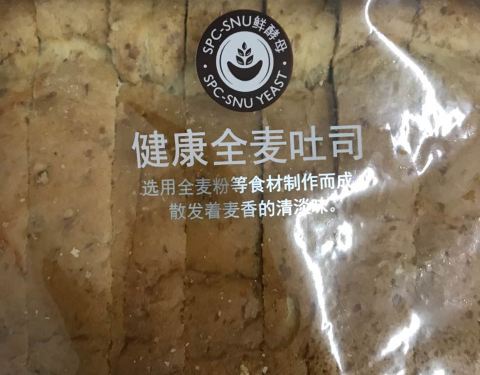 SPC-SNU鲜酵母
SPC-SNU YEAST
健康全麦吐司
选用全麦粉等食材制作而成，
散发着麦香的清淡味。